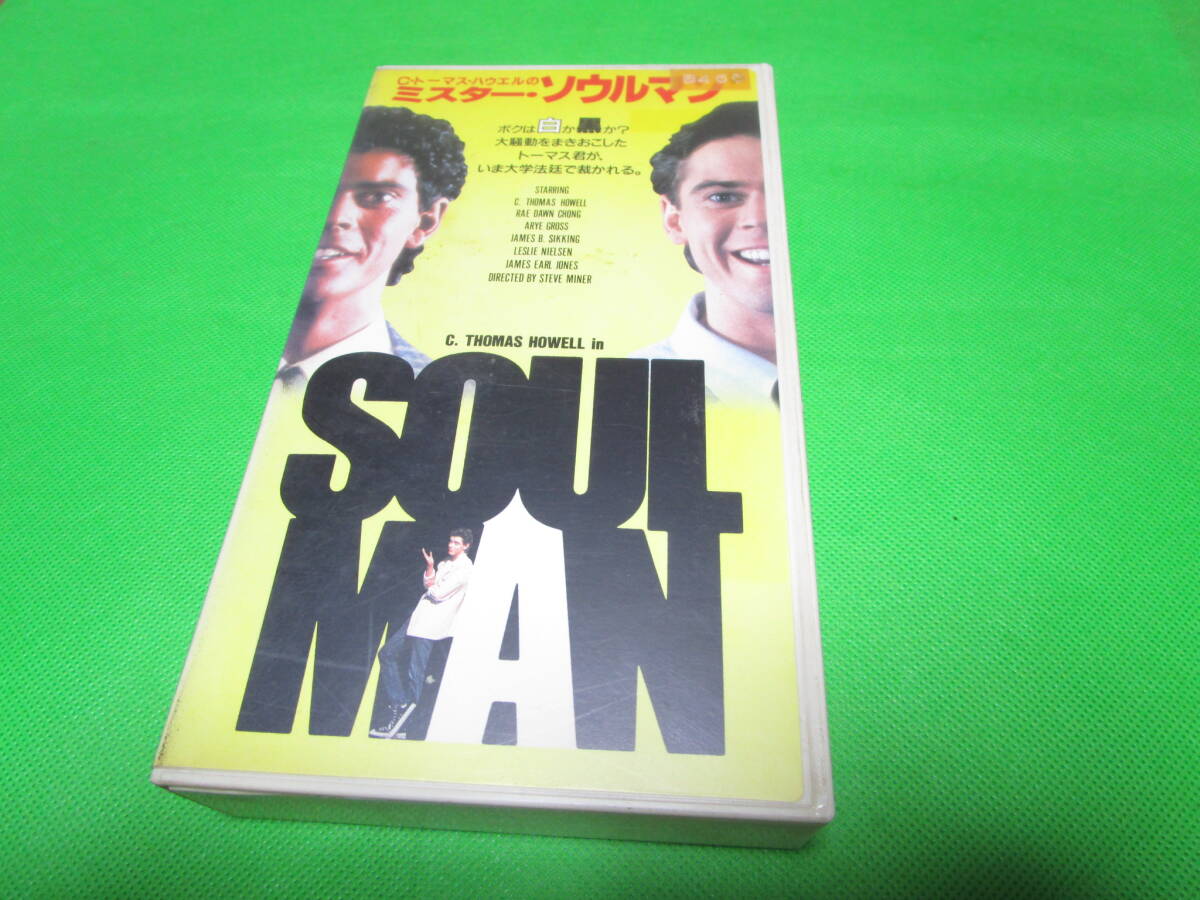 C・トーマス・ハウエルの
ミスター・ソウルマン
ボクは白か黒か?
大騒動をまきおこした
トーマス君が、
いま大学法廷で裁かれる。
STARRING
C. THOMAS HOWELL
RAE DAWN CHONG
ARYE GROSS
JAMES B. SIKKING
LESLIE NIELSEN
JAMES EARL JONES
DIRECTED BY STEVE MINER
C. THOMAS HOWELL in
SOUL
MAN